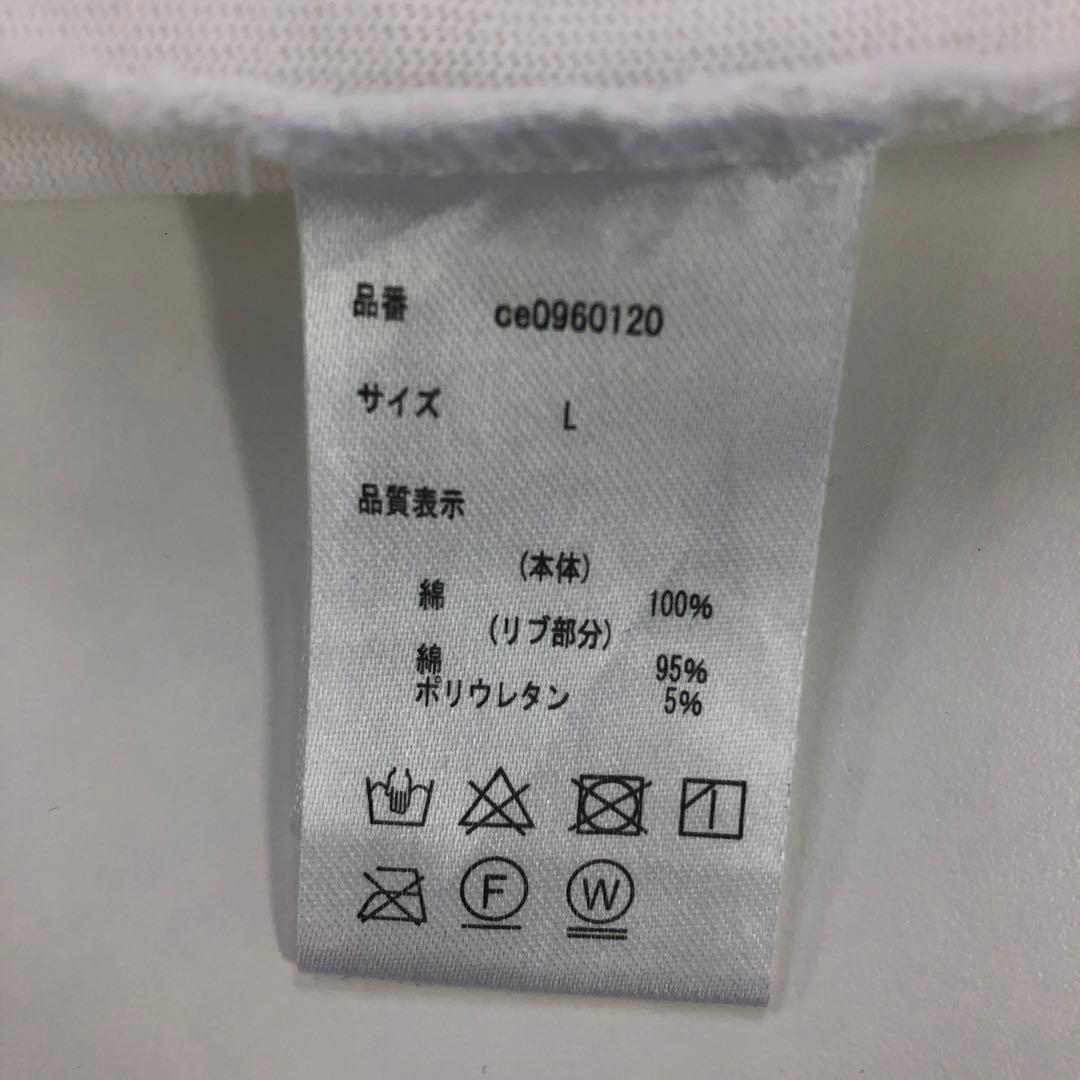 品番 ce0960120
サイズ L
品質表示
(本体)
綿 100%
(リブ部分)
綿 95%
ポリウレタン 5%
F W